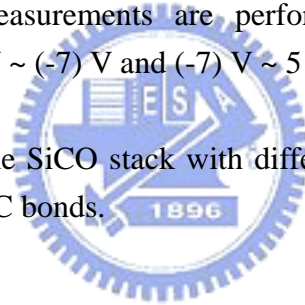 easurements are perfor
~ (-7) V and (-7) V ~ 5
e SiCO stack with diffe
C bonds.
E S A
1896